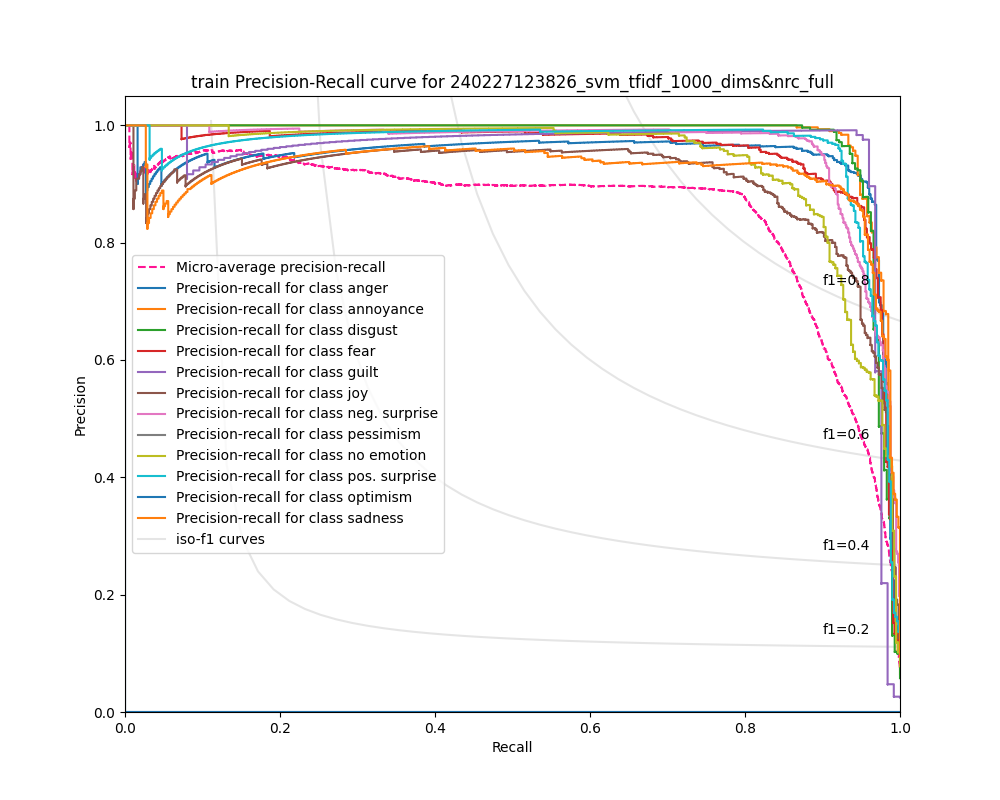 train Precision-Recall curve for 240227123826_svm_tfidf_1000_dims&nrc_full
1.0
0.8
0.6
0.4
0.2
0.0
Precision
Micro-average precision-recall
Precision-recall for class anger
Precision-recall for class annoyance
Precision-recall for class disgust
Precision-recall for class fear
Precision-recall for class guilt
Precision-recall for class joy
Precision-recall for class neg. surprise
Precision-recall for class pessimism
Precision-recall for class no emotion
Precision-recall for class pos. surprise
Precision-recall for class optimism
Precision-recall for class sadness
iso-f1 curves
f1=0.8
f1=0.6
f1=0.4
f1=0.2
0.0 0.2 0.4 0.6 0.8 1.0
Recall